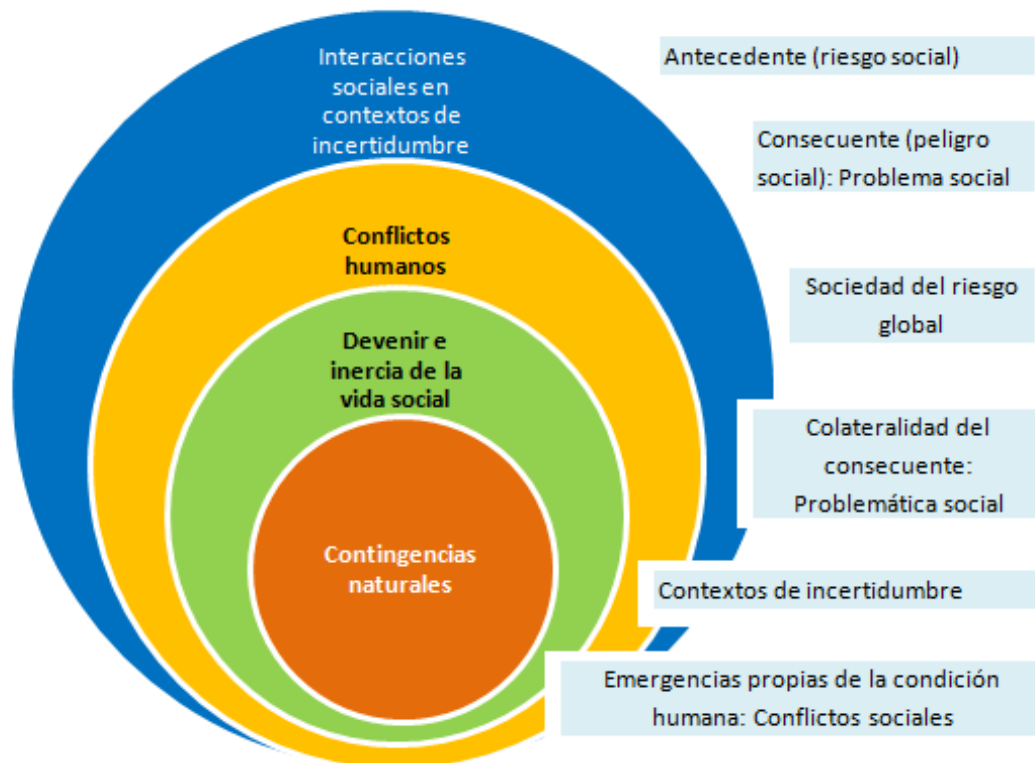 Interacciones
sociales en
contextos de
incertidumbre
Conflictos
humanos
Devenir e
inercia de la
vida social
Contingencias
naturales
Antecedente (riesgo social)
Consecuente (peligro
social): Problema social
Sociedad del riesgo
global
Colateralidad del
consecuente:
Problemática social
Contextos de incertidumbre
Emergencias propias de la condición
humana: Conflictos sociales